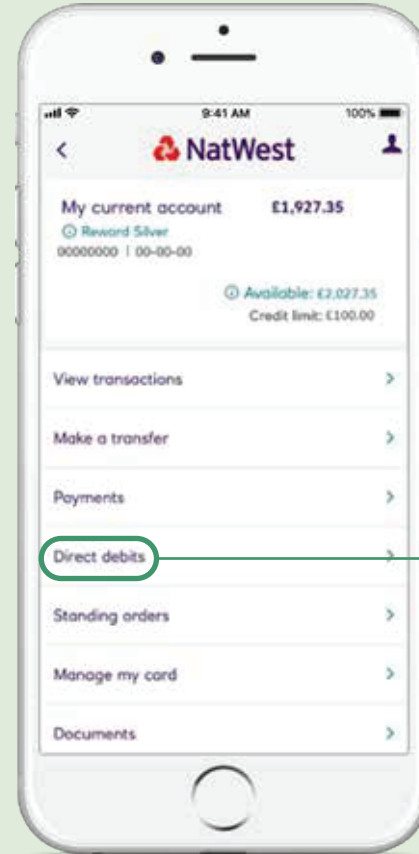 9:41 AM 100%
NatWest
My current account £1,927.35
Reward Silver
00000000 | 00-00-00
Available: £2,027.35
Credit limit: £100.00
View transactions
Make a transfer
Payments
Direct debits
Standing orders
Manage my card
Documents